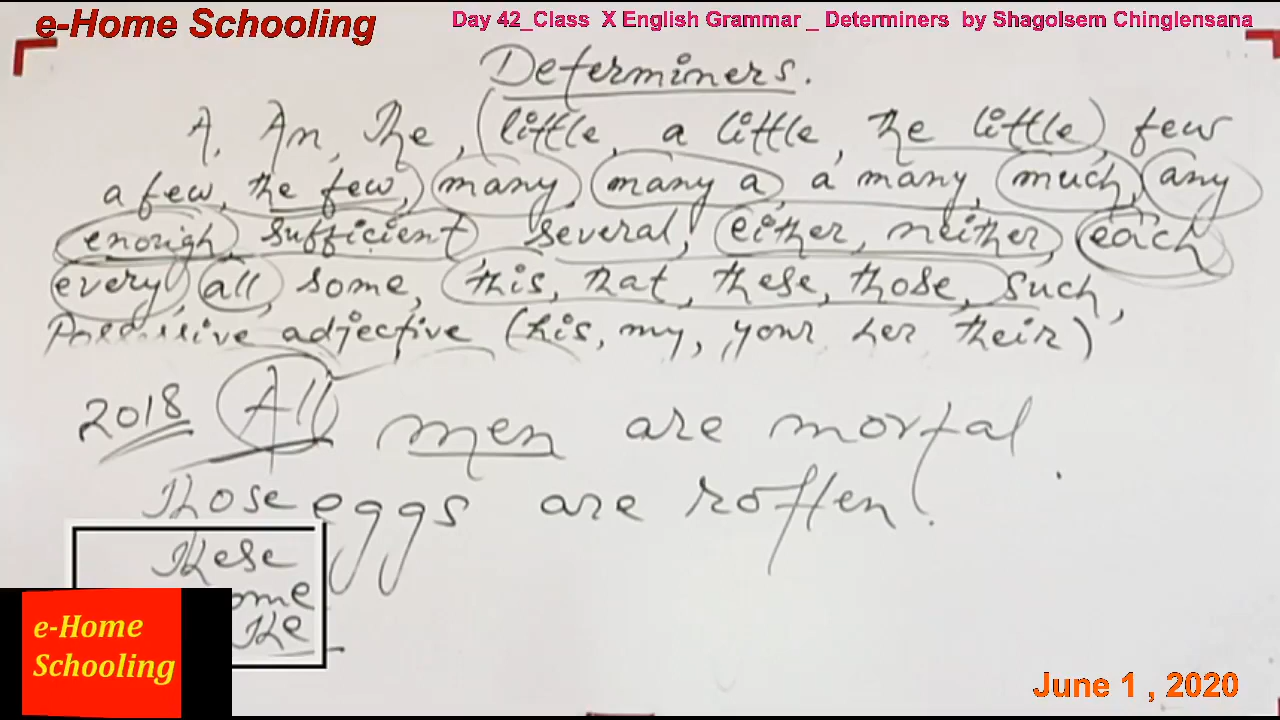 e-Home Schooling
Day 42_Class X English Grammar _ Determiners by Shagolsem Chinglensana
Determiners.
A, An, The, (little, a little, the little) few
a few, the few,) many, many a, a many, much, any
enough, sufficient, several, either, neither, each
every, all, some, this, that, these, those, such,
Possessive adjective (his, my, your her their)
2018 All men are mortal
Those eggs are rotten.
These
ome
The
e-Home
Schooling
June 1 , 2020